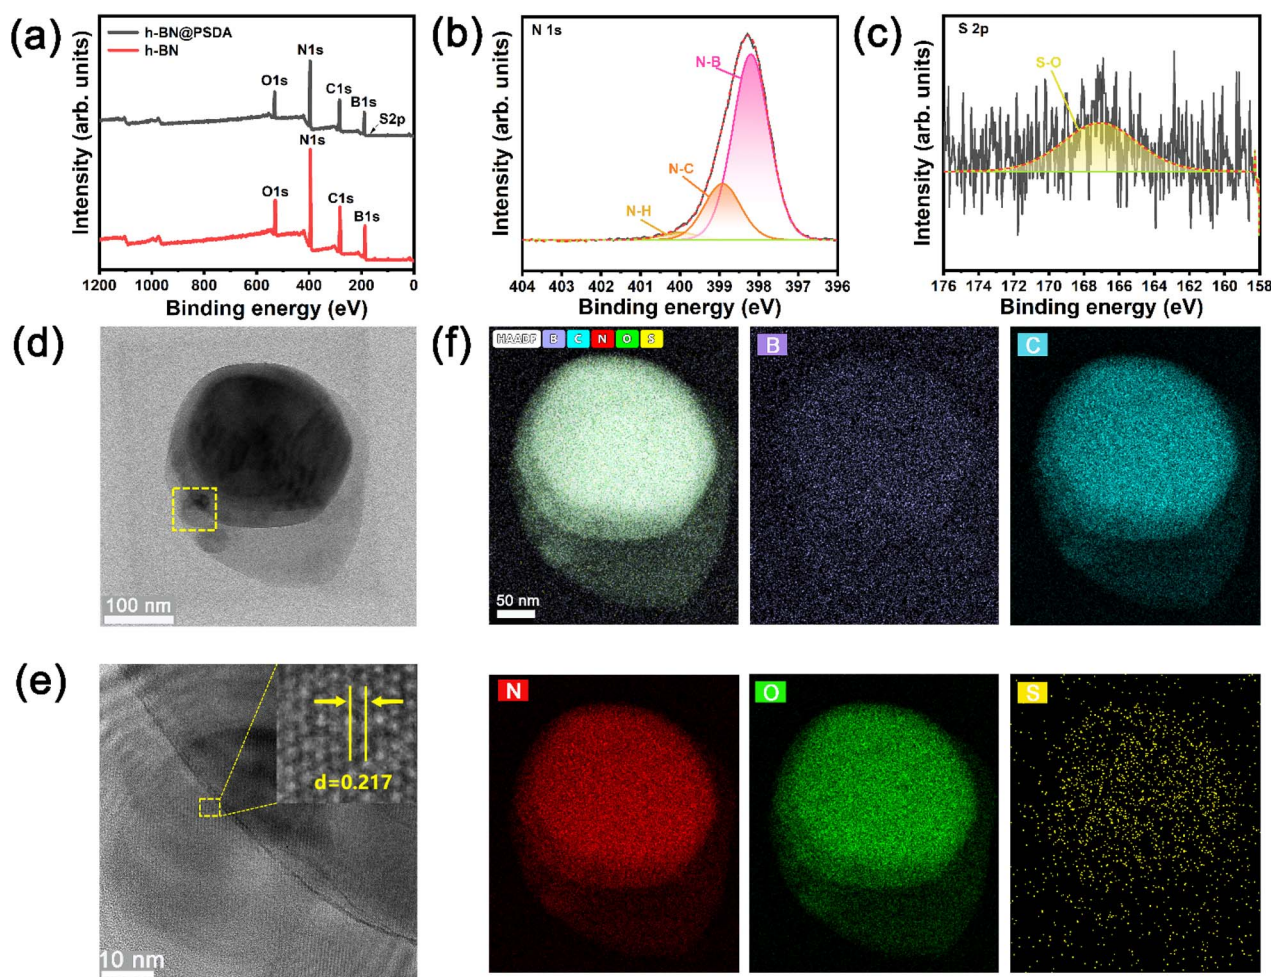 (a)
h-BN@PSDA
h-BN
N1s
O1s
C1s
B1s
S2p
N1s
O1s
C1s
B1s
Intensity (arb. units)
1200 1000 800 600 400 200 0
Binding energy (eV)
(b)
N 1s
N-B
N-C
N-H
Intensity (arb. units)
404 403 402 401 400 399 398 397 396
Binding energy (eV)
(c)
S 2p
S-O
Intensity (arb. units)
176 174 172 170 168 167 166 164 162 160 158
Binding energy (eV)
(d)
100 nm
(e)
d=0.217
10 nm
(f)
HAADF B C N O S
50 nm
B
C
N
O
S